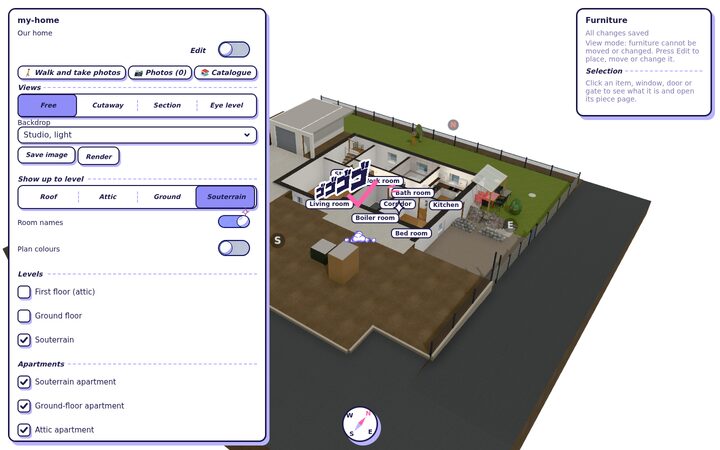 my-home
Our home
Edit
Walk and take photos
Photos (0)
Catalogue
Views
Free
Cutaway
Section
Eye level
Backdrop
Studio, light
Save image
Render
Show up to level
Roof
Attic
Ground
Souterrain
Room names
Plan colours
Levels
First floor (attic)
Ground floor
Souterrain
Apartments
Souterrain apartment
Ground-floor apartment
Attic apartment
Furniture
All changes saved
View mode: furniture cannot be
moved or changed. Press Edit to
place, move or change it.
Selection
Click an item, window, door or
gate to see what it is and open
its piece page.
N
ゴゴゴゴ
Bath room
Living room
Corridor
Kitchen
Boiler room
Bed room
S
E
W
N
S
E